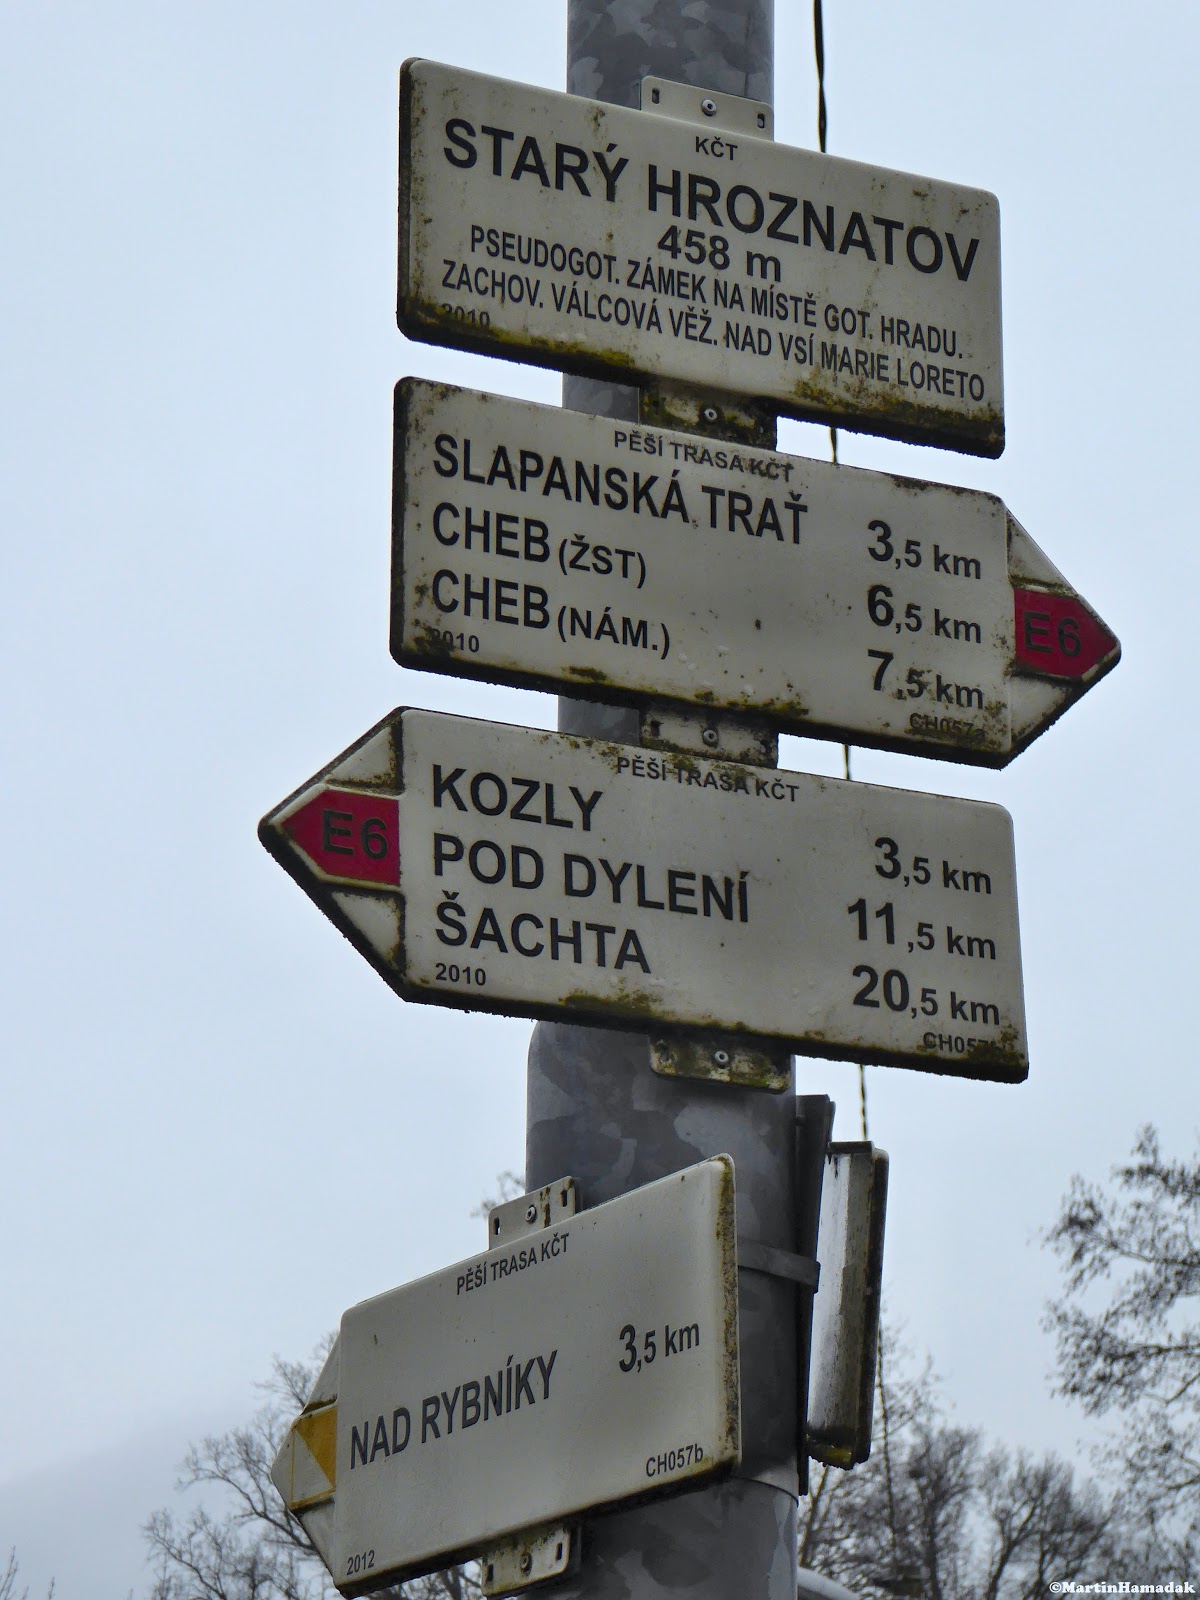 KČT
STARÝ HROZNATOV
458 m
PSEUDOGOT. ZÁMEK NA MÍSTĚ GOT. HRADU.
ZACHOV. VÁLCOVÁ VĚŽ. NAD VSÍ MARIE LORETO
2010
PĚŠÍ TRASA KČT
SLAPANSKÁ TRAŤ 3,5 km
CHEB (ŽST) 6,5 km
CHEB (NÁM.) 7,5 km
E6
2010
CH057a
PĚŠÍ TRASA KČT
KOZLY 3,5 km
POD DYLENÍ 11,5 km
ŠACHTA 20,5 km
E6
2010
PĚŠÍ TRASA KČT
NAD RYBNÍKY 3,5 km
CH057b
2012
©MartinHamadak